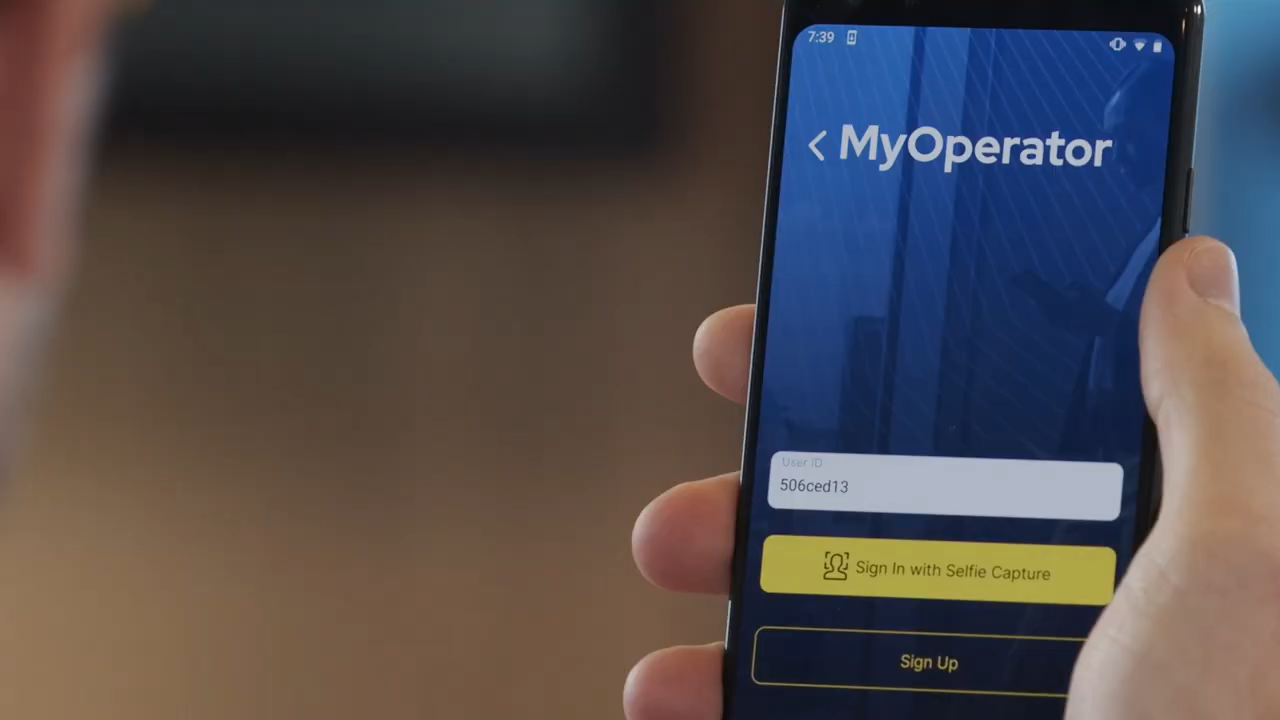 7:39
MyOperator
User ID
506ced13
Sign In with Selfie Capture
Sign Up